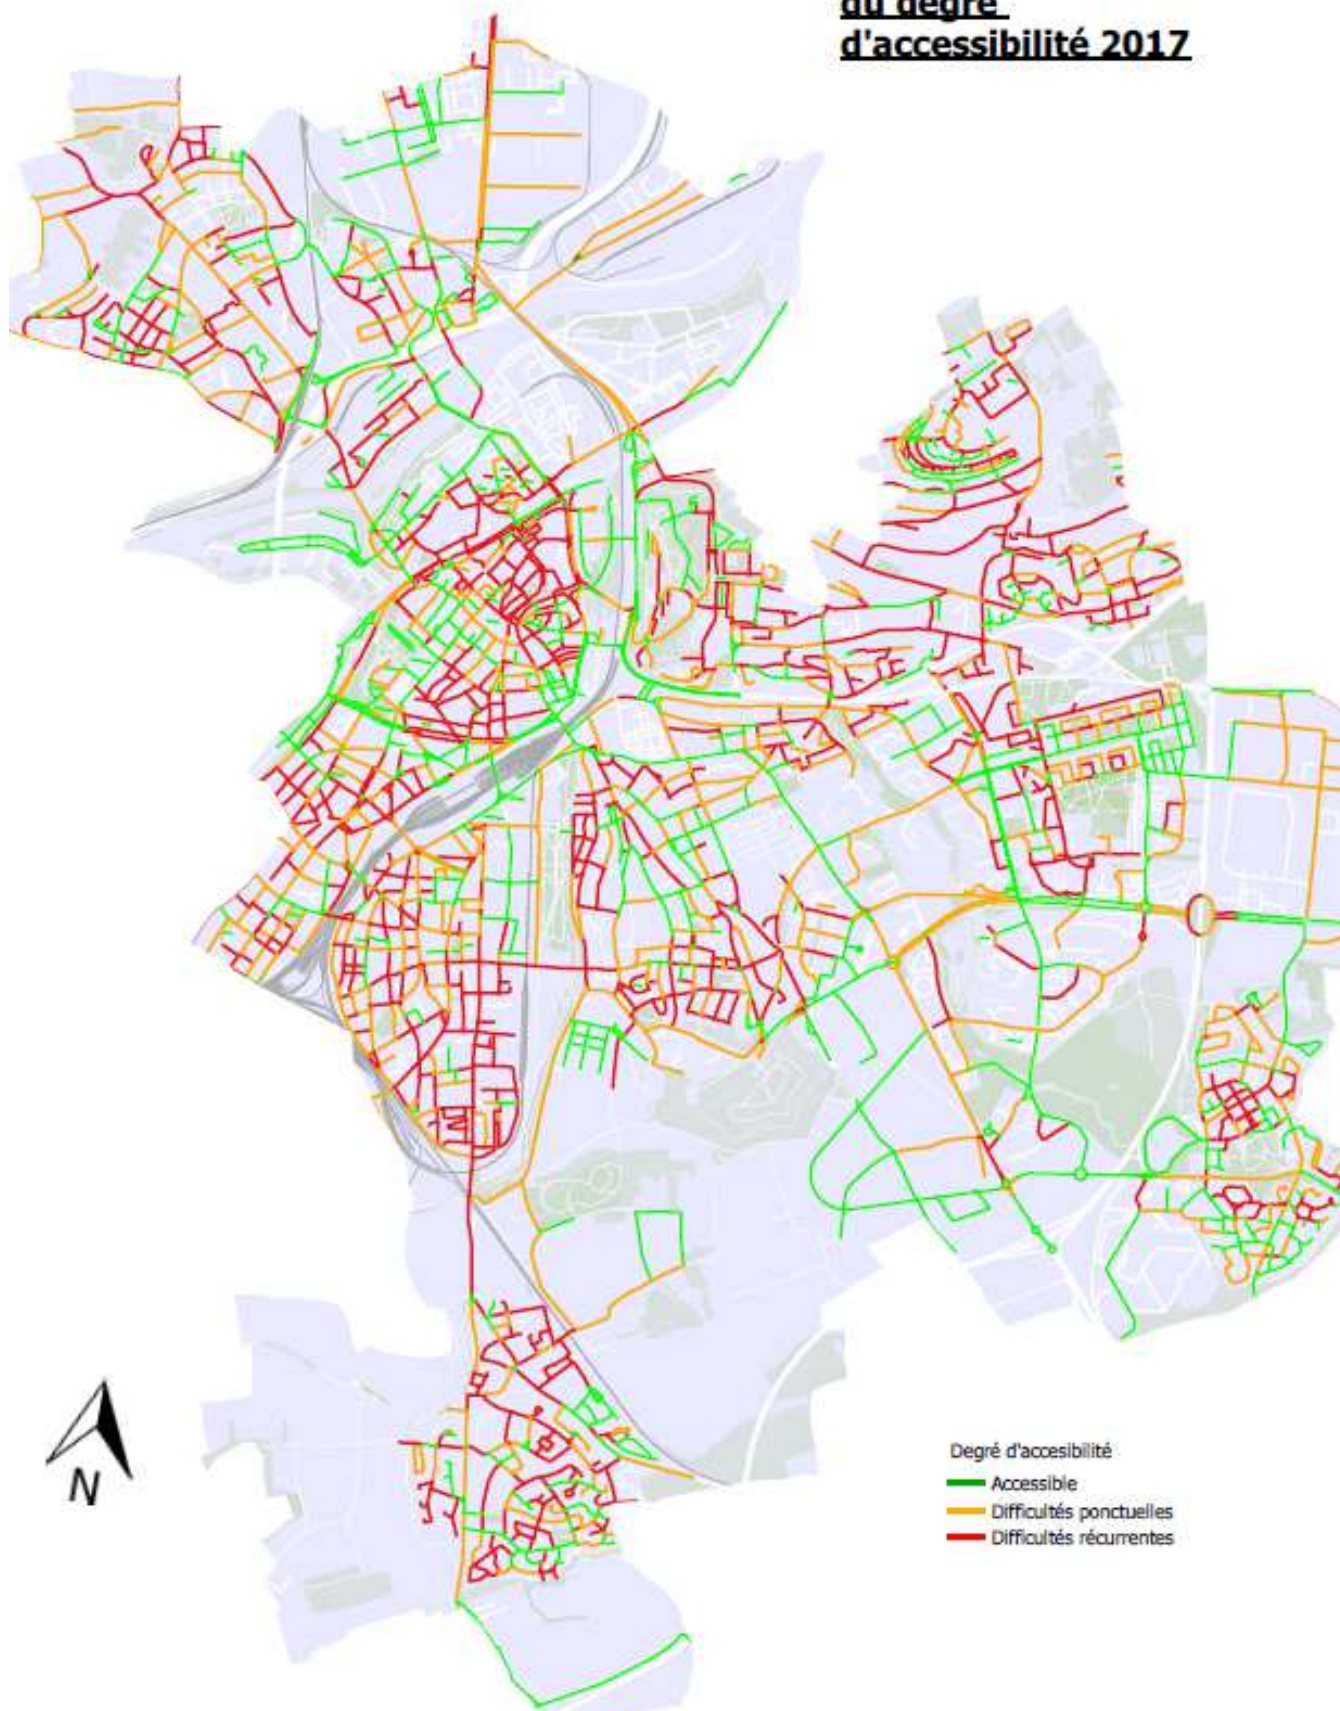 du degré
d'accessibilité 2017
N
Degré d'accesibilité
Accessible
Difficultés ponctuelles
Difficultés récurrentes